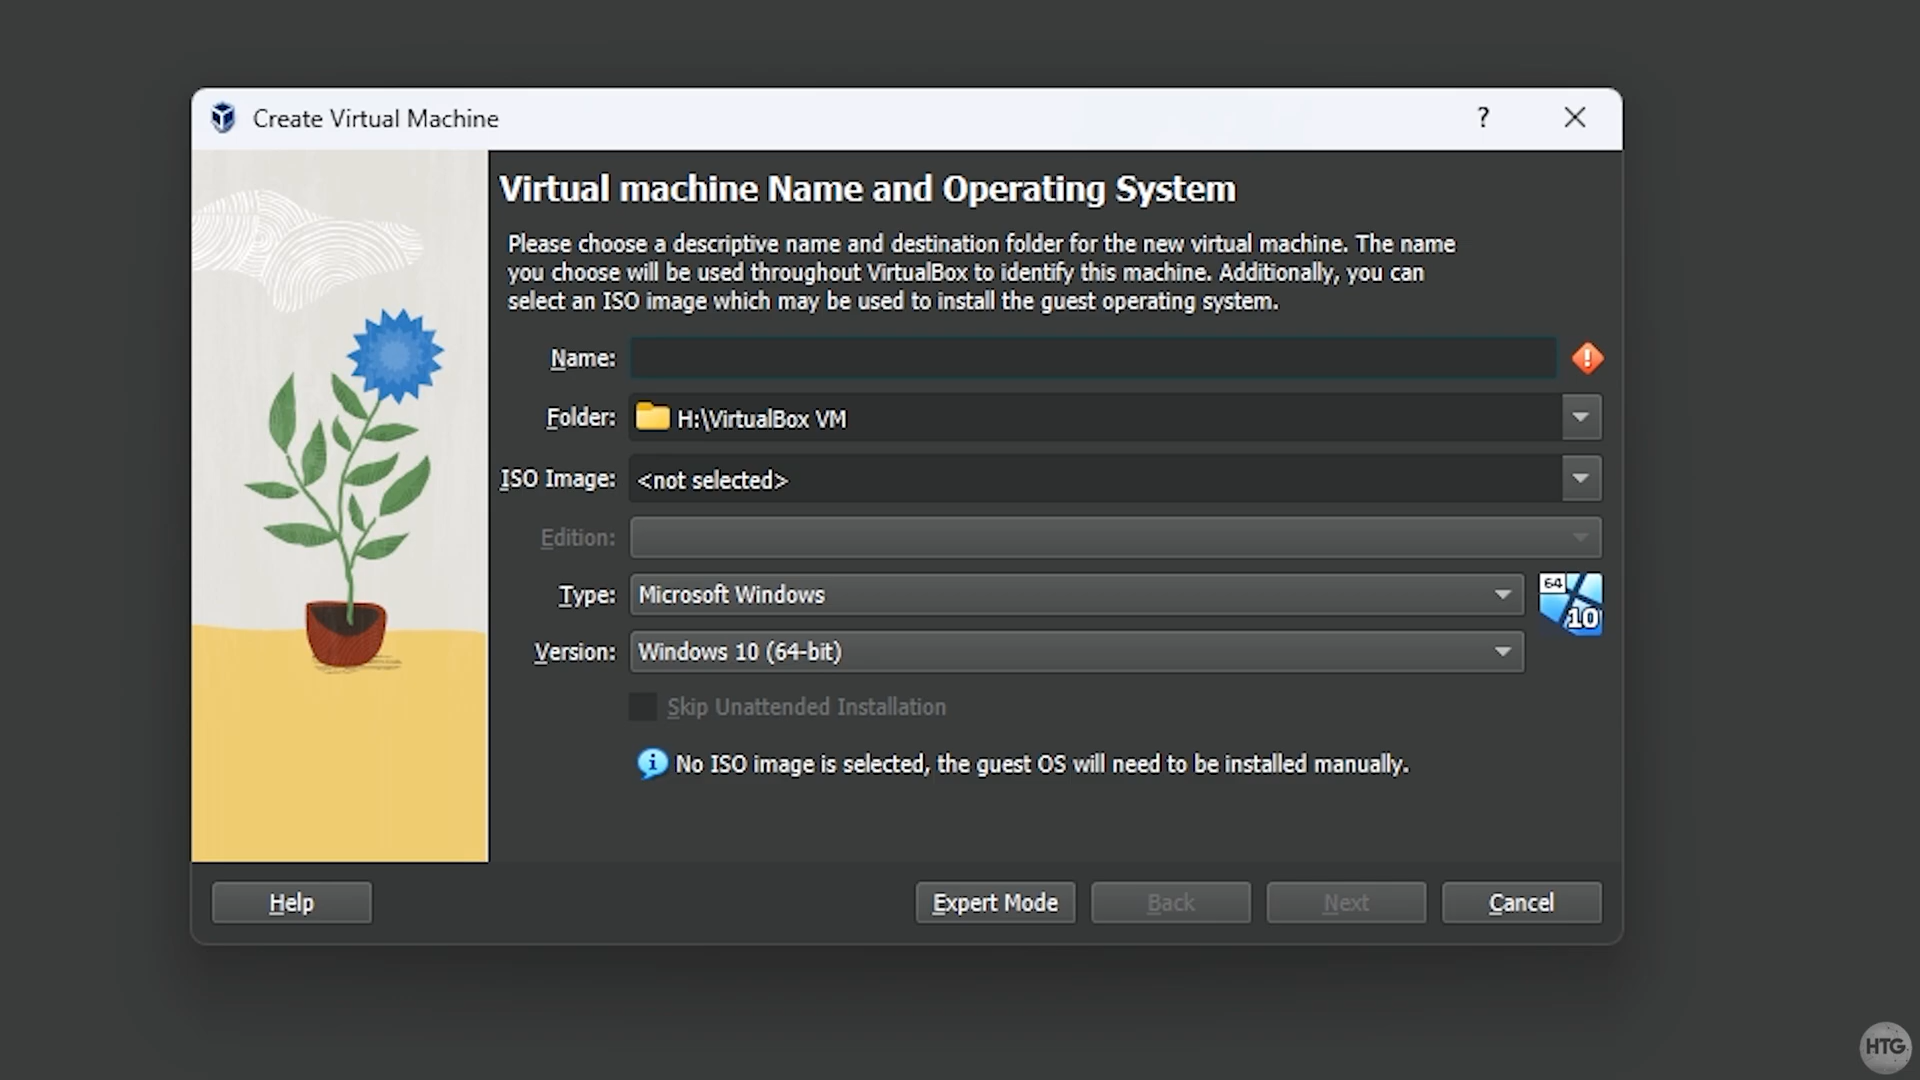 Create Virtual Machine
?
Virtual machine Name and Operating System
Please choose a descriptive name and destination folder for the new virtual machine. The name
you choose will be used throughout VirtualBox to identify this machine. Additionally, you can
select an ISO image which may be used to install the guest operating system.
Name:
Folder: H:\VirtualBox VM
ISO Image: <not selected>
Edition:
Type: Microsoft Windows
64
10
Version: Windows 10 (64-bit)
Skip Unattended Installation
No ISO image is selected, the guest OS will need to be installed manually.
Help Expert Mode Back Next Cancel
HTG